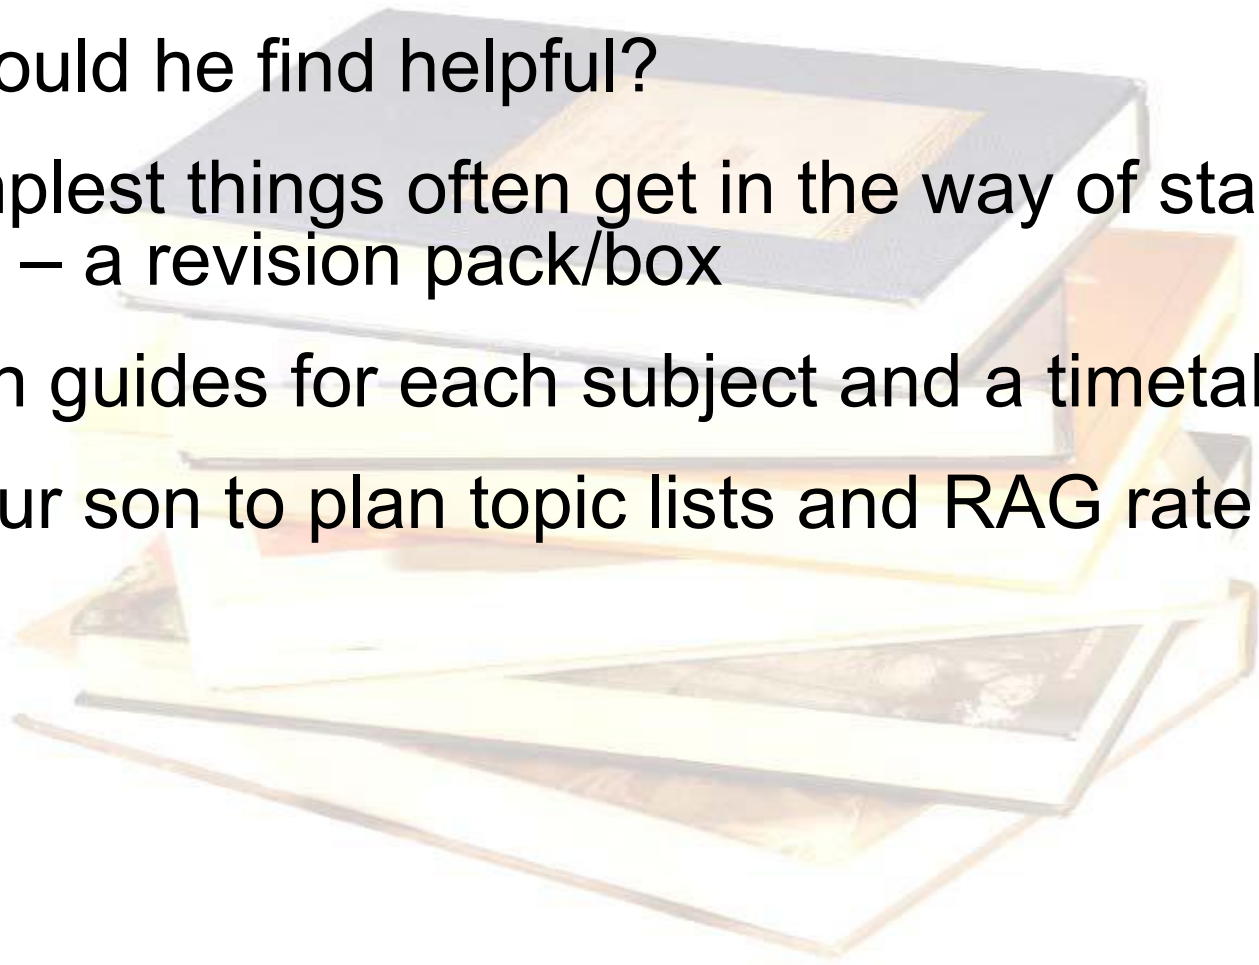 ould he find helpful?
plest things often get in the way of sta
– a revision pack/box
n guides for each subject and a timetal
ur son to plan topic lists and RAG rate